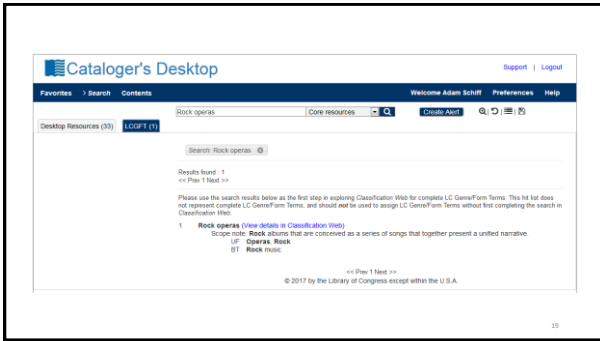 Cataloger's Desktop
Support | Logout
Favorites > Search Contents
Welcome Adam Schiff Preferences Help
Rock operas Core resources Create Alert
Desktop Resources (33) LCGFT (1)
Search: Rock operas
Results found : 1
<< Prev 1 Next >>
Please use the search results below as the first step in exploring Classification Web for complete LC Genre/Form Terms. This hit list does
not represent complete LC Genre/Form Terms, and should not be used to assign LC Genre/Form Terms without first completing the search in
Classification Web.
1 Rock operas (View details in Classification Web)
Scope note: Rock albums that are conceived as a series of songs that together present a unified narrative.
UF Operas, Rock
BT Rock music
<< Prev 1 Next >>
© 2017 by the Library of Congress except within the U.S.A.
19